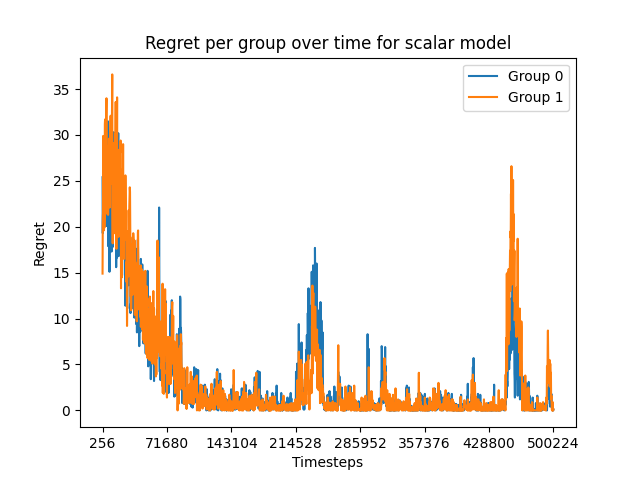 Regret per group over time for scalar model
Group 0
Group 1
35
30
25
20
15
10
5
0
Regret
256 71680 143104 214528 285952 357376 428800 500224
Timesteps